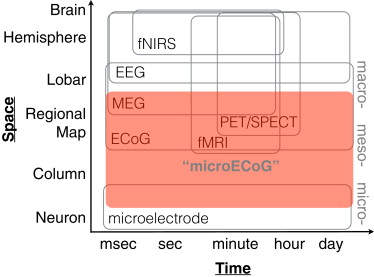 Brain
Hemisphere
fNIRS
Lobar
EEG
macro-
MEG
Regional
Map
PET/SPECT
ECoG
fMRI
meso-
Space
Column
"microECoG"
micro-
Neuron
microelectrode
msec sec minute hour day
Time